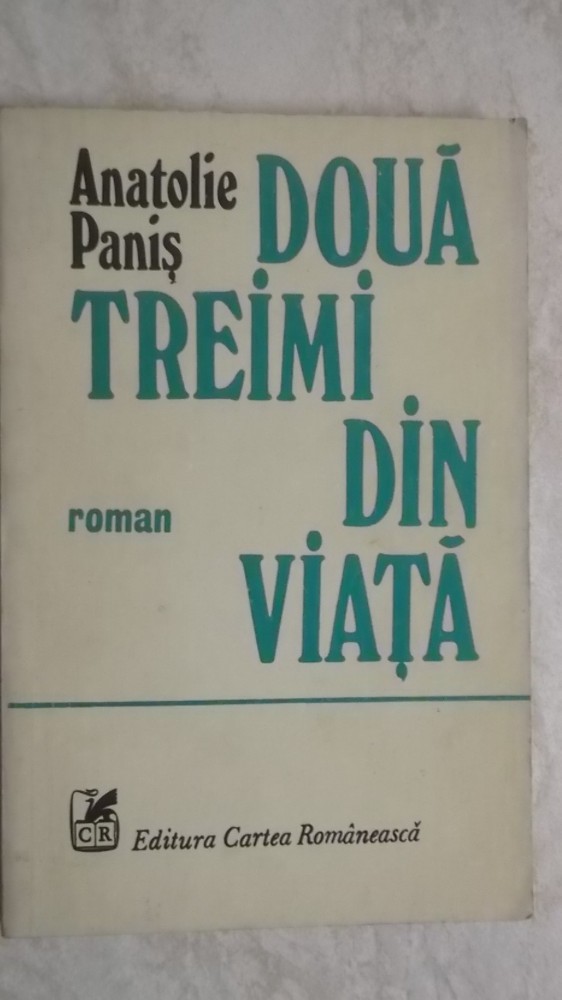 Anatolie
Paniș
DOUĂ
TREIMI
DIN
VIAȚĂ
roman
CR
Editura Cartea Românească